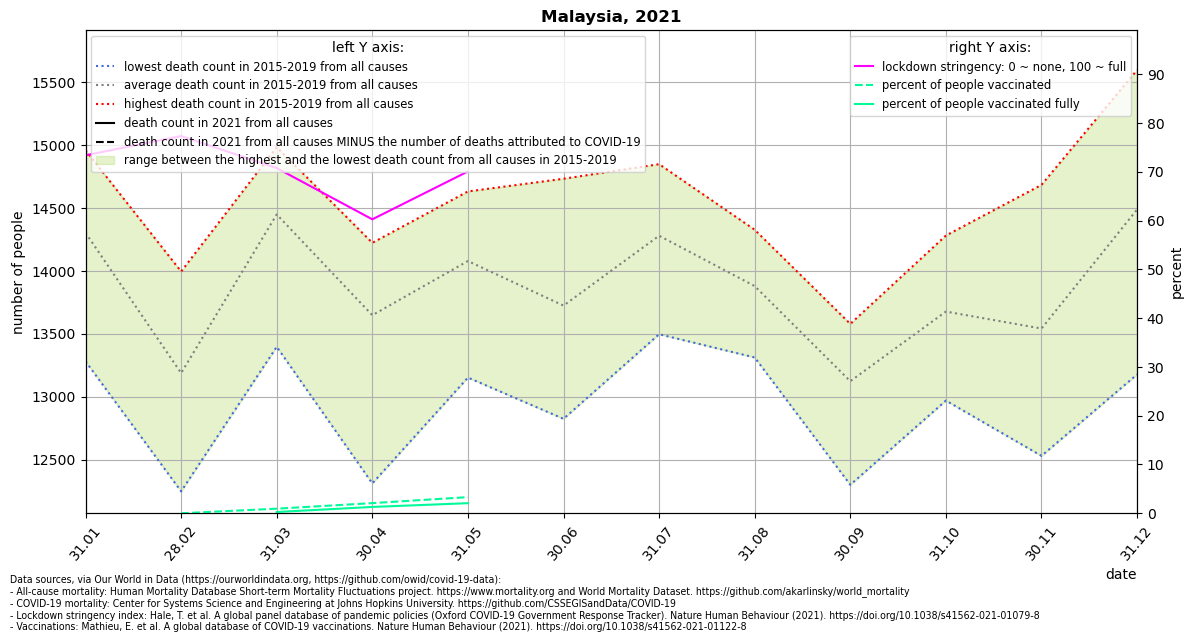 Malaysia, 2021
left Y axis:
lowest death count in 2015-2019 from all causes
average death count in 2015-2019 from all causes
highest death count in 2015-2019 from all causes
death count in 2021 from all causes
death count in 2021 from all causes MINUS the number of deaths attributed to COVID-19
range between the highest and the lowest death count from all causes in 2015-2019
right Y axis:
lockdown stringency: 0 ~ none, 100 ~ full
percent of people vaccinated
percent of people vaccinated fully
number of people
15500
15000
14500
14000
13500
13000
12500
90
80
70
60
50
40
30
20
10
0
percent
31.01
28.02
31.03
30.04
31.05
30.06
31.07
31.08
30.09
31.10
30.11
31.12
date
Data sources, via Our World in Data (https://ourworldindata.org, https://github.com/owid/covid-19-data):
- All-cause mortality: Human Mortality Database Short-term Mortality Fluctuations project. https://www.mortality.org and World Mortality Dataset. https://github.com/akarlinsky/world_mortality
- COVID-19 mortality: Center for Systems Science and Engineering at Johns Hopkins University. https://github.com/CSSEGISandData/COVID-19
- Lockdown stringency index: Hale, T. et al. A global panel database of pandemic policies (Oxford COVID-19 Government Response Tracker). Nature Human Behaviour (2021). https://doi.org/10.1038/s41562-021-01079-8
- Vaccinations: Mathieu, E. et al. A global database of COVID-19 vaccinations. Nature Human Behaviour (2021). https://doi.org/10.1038/s41562-021-01122-8